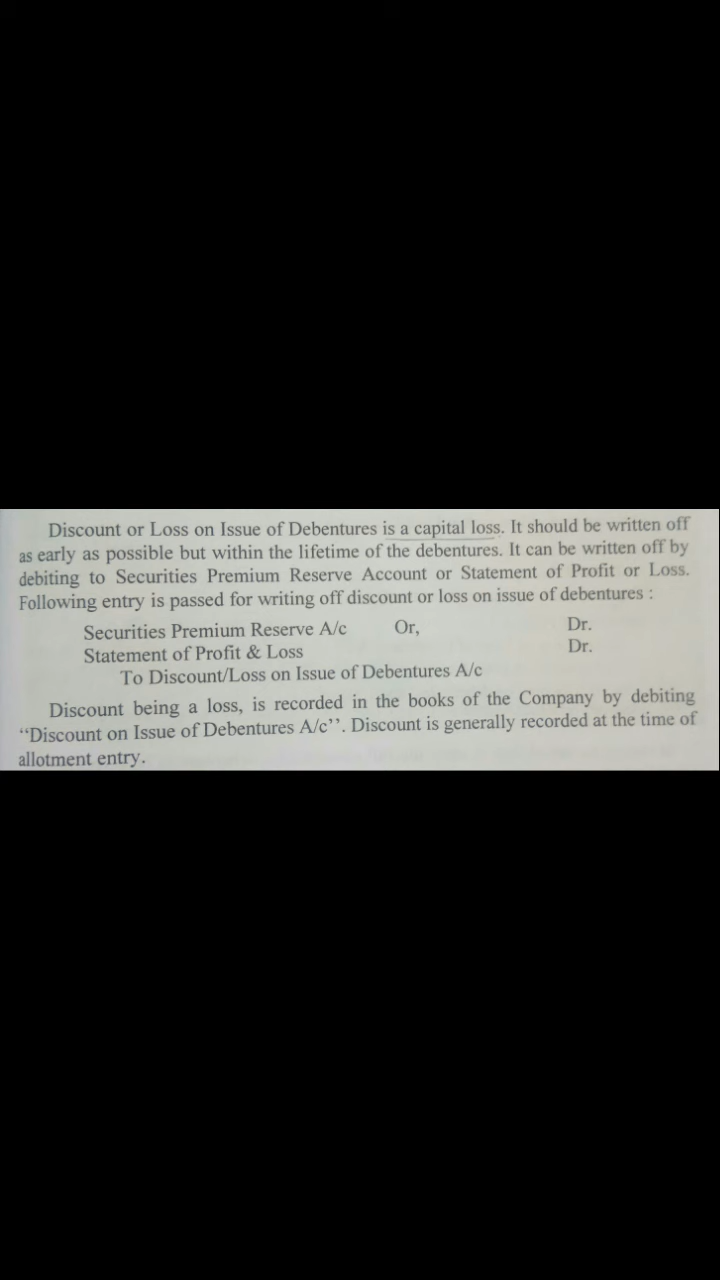 Discount or Loss on Issue of Debentures is a capital loss. It should be written off
as early as possible but within the lifetime of the debentures. It can be written off by
debiting to Securities Premium Reserve Account or Statement of Profit or Loss.
Following entry is passed for writing off discount or loss on issue of debentures :
Securities Premium Reserve A/c Or, Dr.
Statement of Profit & Loss Dr.
To Discount/Loss on Issue of Debentures A/c
Discount being a loss, is recorded in the books of the Company by debiting
“Discount on Issue of Debentures A/c”. Discount is generally recorded at the time of
allotment entry.